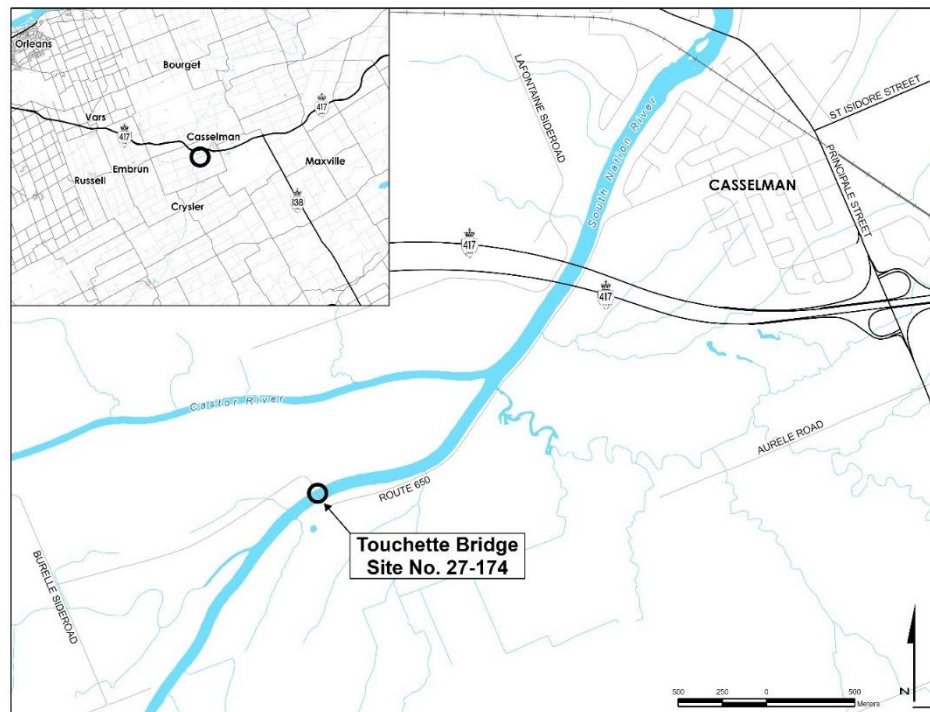 Orleans
Bourget
Vars
417
Casselman
417
Embrun
Russell
Maxville
Crysler
138
LAFONTAINE SIDEROAD
South Nation River
ST ISIDORE STREET
PRINCIPALE STREET
CASSELMAN
417
417
Castor River
AURELE ROAD
ROUTE 650
BURELLE SIDEROAD
Touchette Bridge
Site No. 27-174
500 250 0 500
Meters
N